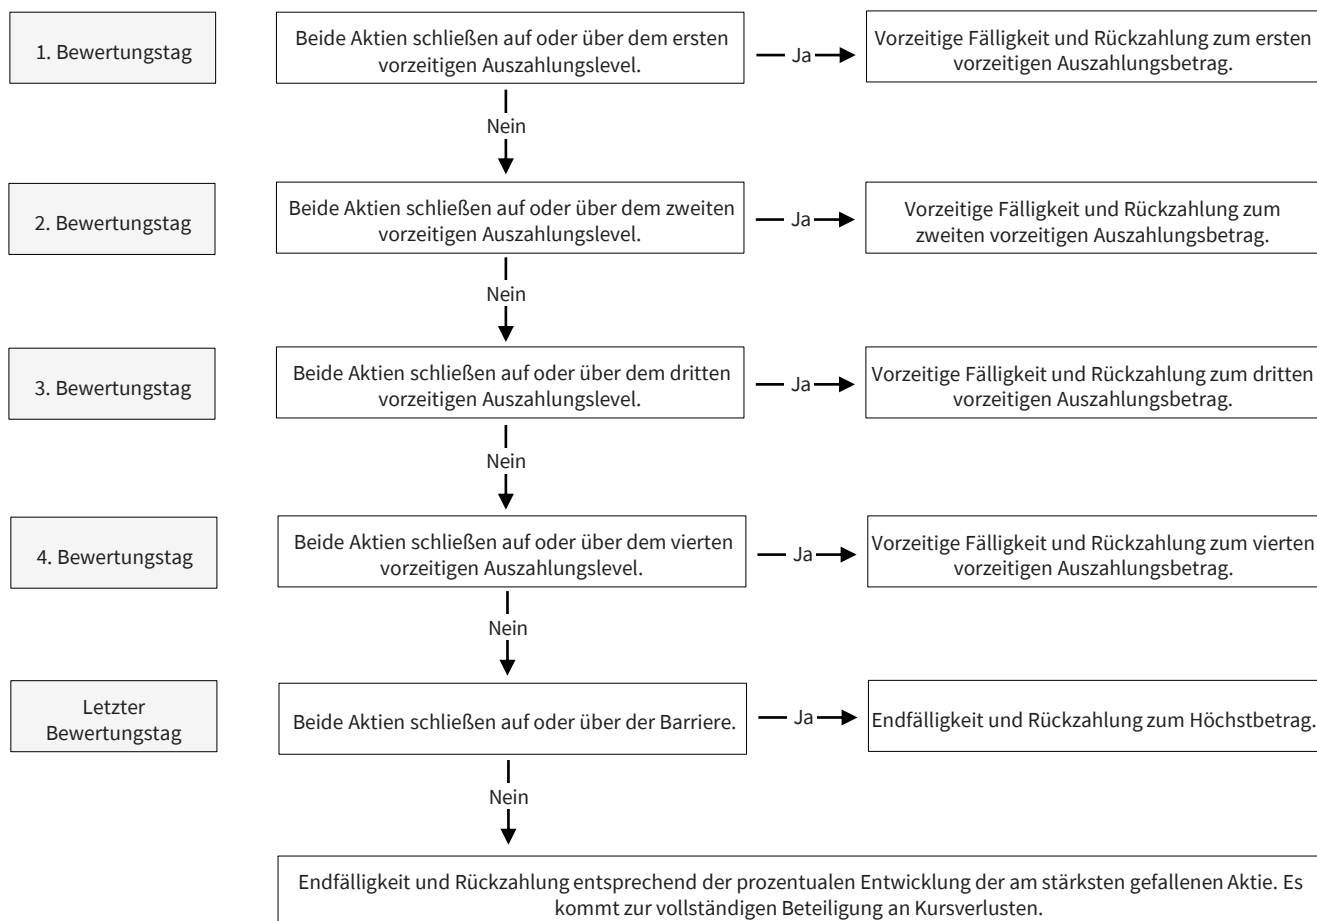 1. Bewertungstag
Beide Aktien schließen auf oder über dem ersten
vorzeitigen Auszahlungslevel.
Ja
Vorzeitige Fälligkeit und Rückzahlung zum ersten
vorzeitigen Auszahlungsbetrag.
Nein
2. Bewertungstag
Beide Aktien schließen auf oder über dem zweiten
vorzeitigen Auszahlungslevel.
Ja
Vorzeitige Fälligkeit und Rückzahlung zum
zweiten vorzeitigen Auszahlungsbetrag.
Nein
3. Bewertungstag
Beide Aktien schließen auf oder über dem dritten
vorzeitigen Auszahlungslevel.
Ja
Vorzeitige Fälligkeit und Rückzahlung zum dritten
vorzeitigen Auszahlungsbetrag.
Nein
4. Bewertungstag
Beide Aktien schließen auf oder über dem vierten
vorzeitigen Auszahlungslevel.
Ja
Vorzeitige Fälligkeit und Rückzahlung zum vierten
vorzeitigen Auszahlungsbetrag.
Nein
Letzter
Bewertungstag
Beide Aktien schließen auf oder über der Barriere.
Ja
Endfälligkeit und Rückzahlung zum Höchstbetrag.
Nein
Endfälligkeit und Rückzahlung entsprechend der prozentualen Entwicklung der am stärksten gefallenen Aktie. Es
kommt zur vollständigen Beteiligung an Kursverlusten.